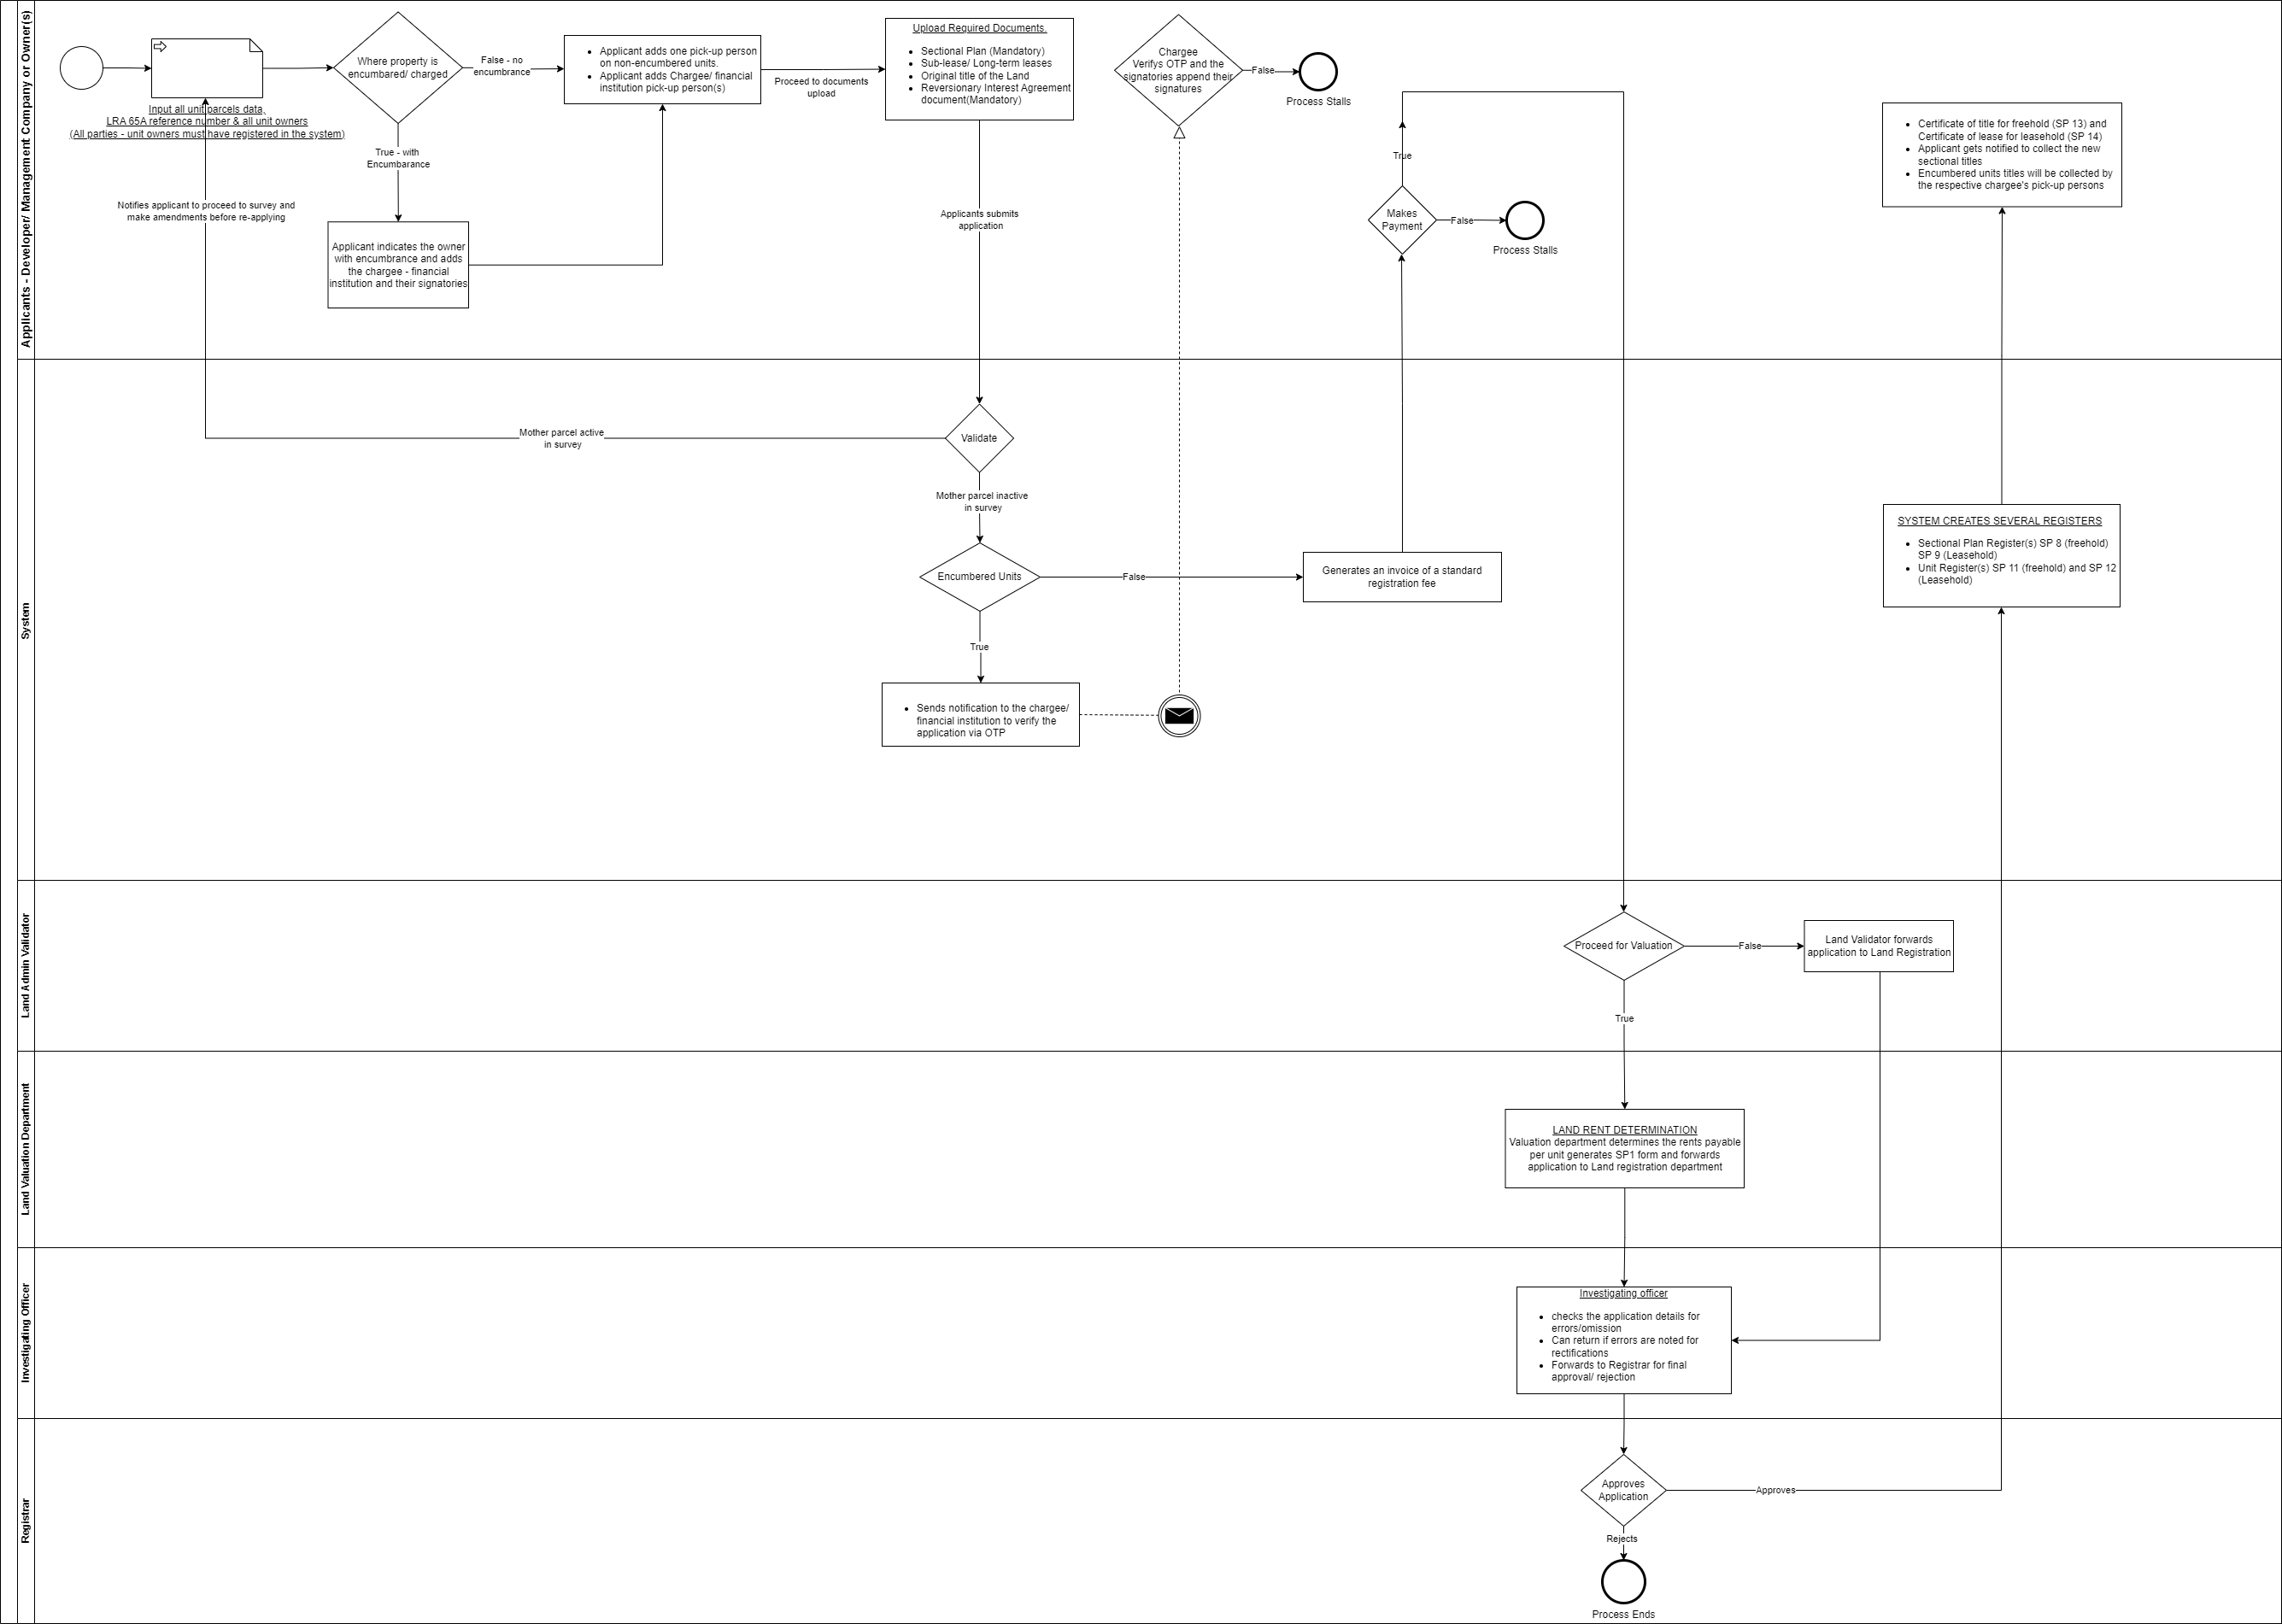 Applicants - Developer/ Management Company or Owner(s)
Input all unit parcels data,
LRA 65A reference number & all unit owners
(All parties - unit owners must have registered in the system)
Where property is
encumbared/ charged
False - no
encumbrance
True - with
Encumbarance
Applicant indicates the owner
with encumbrance and adds
the chargee - financial
institution and their signatories
Notifies applicant to proceed to survey and
make amendments before re-applying
Applicant adds one pick-up person
on non-encumbered units.
Applicant adds Chargee/ financial
institution pick-up person(s)
Proceed to documents
upload
Upload Required Documents.
Sectional Plan (Mandatory)
Sub-lease/ Long-term leases
Original title of the Land
Reversionary Interest Agreement
document(Mandatory)
Applicants submits
application
Chargee
Verifys OTP and the
signatories append their
signatures
False
Process Stalls
True
Makes
Payment
False
Process Stalls
Certificate of title for freehold (SP 13) and
Certificate of lease for leasehold (SP 14)
Applicant gets notified to collect the new
sectional titles
Encumbered units titles will be collected by
the respective chargee's pick-up persons
System
Validate
Mother parcel active
in survey
Mother parcel inactive
in survey
Encumbered Units
False
True
Generates an invoice of a standard
registration fee
Sends notification to the chargee/
financial institution to verify the
application via OTP
SYSTEM CREATES SEVERAL REGISTERS
Sectional Plan Register(s) SP 8 (freehold)
SP 9 (Leasehold)
Unit Register(s) SP 11 (freehold) and SP 12
(Leasehold)
Land Admin Validator
Proceed for Valuation
False
Land Validator forwards
application to Land Registration
True
Land Valuation Department
LAND RENT DETERMINATION
Valuation department determines the rents payable
per unit generates SP1 form and forwards
application to Land registration department
Investigating Officer
Investigating officer
checks the application details for
errors/omission
Can return if errors are noted for
rectifications
Forwards to Registrar for final
approval/ rejection
Registrar
Approves
Application
Approves
Rejects
Process Ends